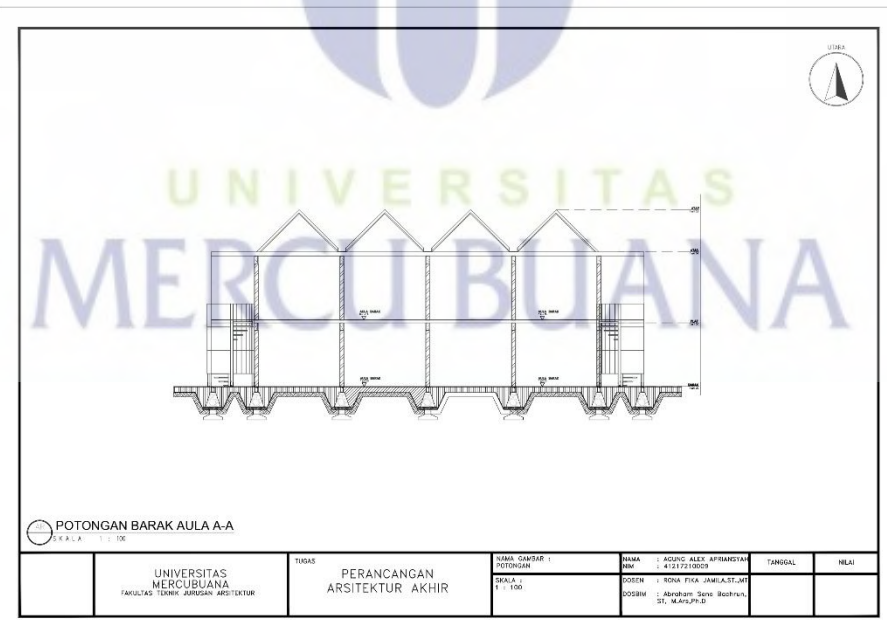 UTARA
UNIVERSITAS
MERCU BUANA
POTONGAN BARAK AULA A-A
SKALA 1 : 100
UNIVERSITAS
MERCUBUANA
FAKULTAS TEKNIK JURUSAN ARSITEKTUR
TUGAS
PERANCANGAN
ARSITEKTUR AKHIR
NAMA GAMBAR :
POTONGAN
SKALA :
1 : 100
NAMA : AGUNG ALEX APRIANSYAH
NIM : 41217210009
DOSEN : RONA FIKA JAMILA,ST.,MT
DOSBIM : Abraham Seno Bachrun,
ST, M.Ars,Ph.D
TANGGAL
NILAI